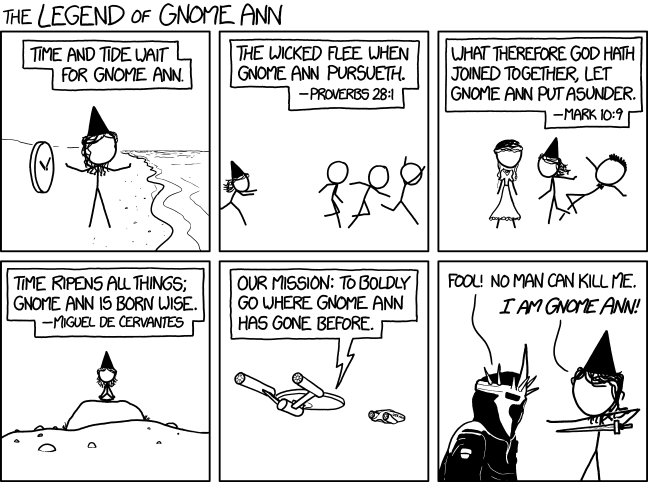 THE LEGEND OF GNOME ANN
TIME AND TIDE WAIT
FOR GNOME ANN.
THE WICKED FLEE WHEN
GNOME ANN PURSUETH.
—PROVERBS 28:1
WHAT THEREFORE GOD HATH
JOINED TOGETHER, LET
GNOME ANN PUT ASUNDER.
—MARK 10:9
TIME RIPENS ALL THINGS;
GNOME ANN IS BORN WISE.
—MIGUEL DE CERVANTES
OUR MISSION: TO BOLDLY
GO WHERE GNOME ANN
HAS GONE BEFORE.
FOOL! NO MAN CAN KILL ME.
I AM GNOME ANN!